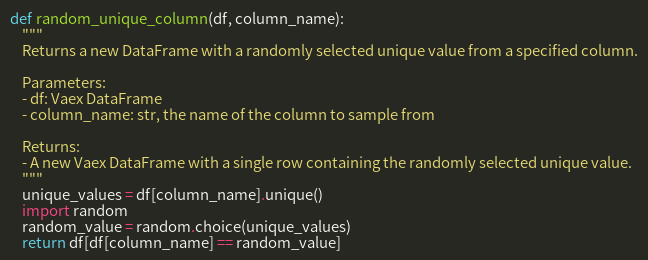 def random_unique_column(df, column_name):
    """
    Returns a new DataFrame with a randomly selected unique value from a specified column.

    Parameters:
    - df: Vaex DataFrame
    - column_name: str, the name of the column to sample from

    Returns:
    - A new Vaex DataFrame with a single row containing the randomly selected unique value.
    """
    unique_values = df[column_name].unique()
    import random
    random_value = random.choice(unique_values)
    return df[df[column_name] == random_value]